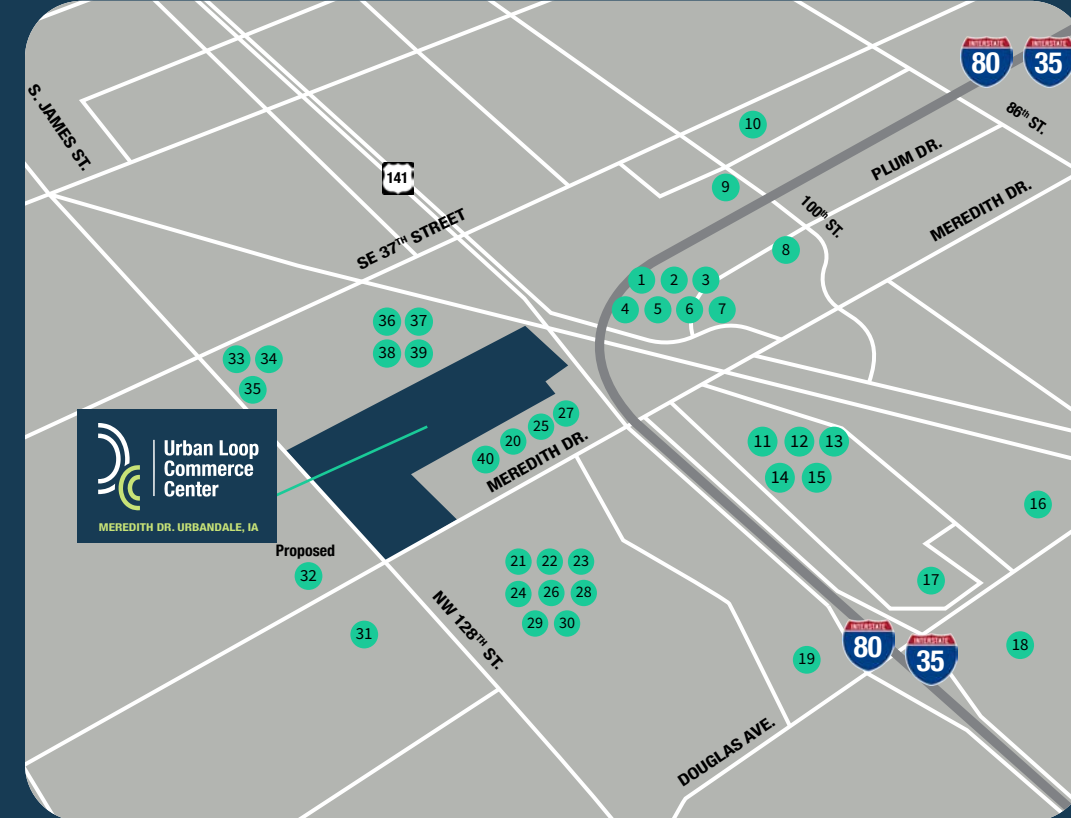 S. JAMES ST.
141
SE 37TH STREET
INTERSTATE
80
INTERSTATE
35
86th ST.
PLUM DR.
100th ST.
MEREDITH DR.
10
9
8
1 2 3
4 5 6 7
36 37
38 39
33 34
35
27
25
20
40
MEREDITH DR.
Urban Loop
Commerce
Center
MEREDITH DR. URBANDALE, IA
Proposed
32
31
NW 128TH ST.
21 22 23
24 26 28
29 30
11 12 13
14 15
16
17
18
19
INTERSTATE
80
INTERSTATE
35
DOUGLAS AVE.